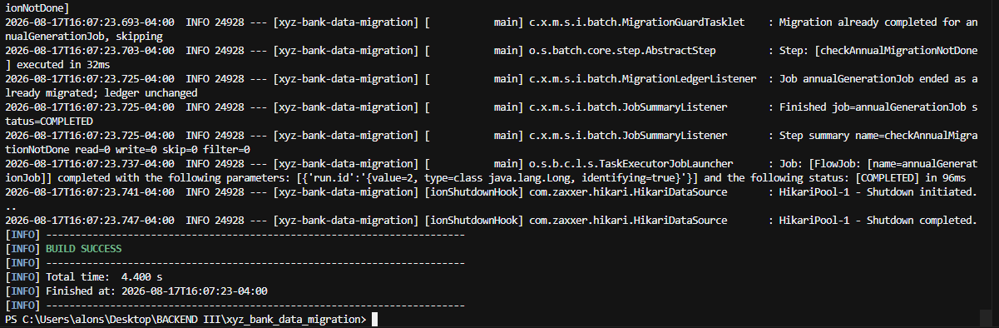 ionNotDone]
2026-08-17T16:07:23.693-04:00  INFO 24928 --- [xyz-bank-data-migration] [           main] c.x.m.s.i.batch.MigrationGuardTasklet    : Migration already completed for an
nualGenerationJob, skipping
2026-08-17T16:07:23.703-04:00  INFO 24928 --- [xyz-bank-data-migration] [           main] o.s.batch.core.step.AbstractStep         : Step: [checkAnnualMigrationNotDone
] executed in 32ms
2026-08-17T16:07:23.725-04:00  INFO 24928 --- [xyz-bank-data-migration] [           main] c.x.m.s.i.batch.MigrationLedgerListener  : Job annualGenerationJob ended as a
lready migrated; ledger unchanged
2026-08-17T16:07:23.725-04:00  INFO 24928 --- [xyz-bank-data-migration] [           main] c.x.m.s.i.batch.JobSummaryListener       : Finished job=annualGenerationJob s
tatus=COMPLETED
2026-08-17T16:07:23.725-04:00  INFO 24928 --- [xyz-bank-data-migration] [           main] c.x.m.s.i.batch.JobSummaryListener       : Step summary name=checkAnnualMigra
tionNotDone read=0 write=0 skip=0 filter=0
2026-08-17T16:07:23.737-04:00  INFO 24928 --- [xyz-bank-data-migration] [           main] o.s.b.c.l.s.TaskExecutorJobLauncher      : Job: [FlowJob: [name=annualGenerat
ionJob]] completed with the following parameters: [{'run.id':'{value=2, type=class java.lang.Long, identifying=true}'}] and the following status: [COMPLETED] in 96ms
2026-08-17T16:07:23.741-04:00  INFO 24928 --- [xyz-bank-data-migration] [ionShutdownHook] com.zaxxer.hikari.HikariDataSource       : HikariPool-1 - Shutdown initiated.
..
2026-08-17T16:07:23.747-04:00  INFO 24928 --- [xyz-bank-data-migration] [ionShutdownHook] com.zaxxer.hikari.HikariDataSource       : HikariPool-1 - Shutdown completed.
[INFO] ------------------------------------------------------------------------
[INFO] BUILD SUCCESS
[INFO] ------------------------------------------------------------------------
[INFO] Total time:  4.400 s
[INFO] Finished at: 2026-08-17T16:07:23-04:00
[INFO] ------------------------------------------------------------------------
PS C:\Users\alons\Desktop\BACKEND III\xyz_bank_data_migration>